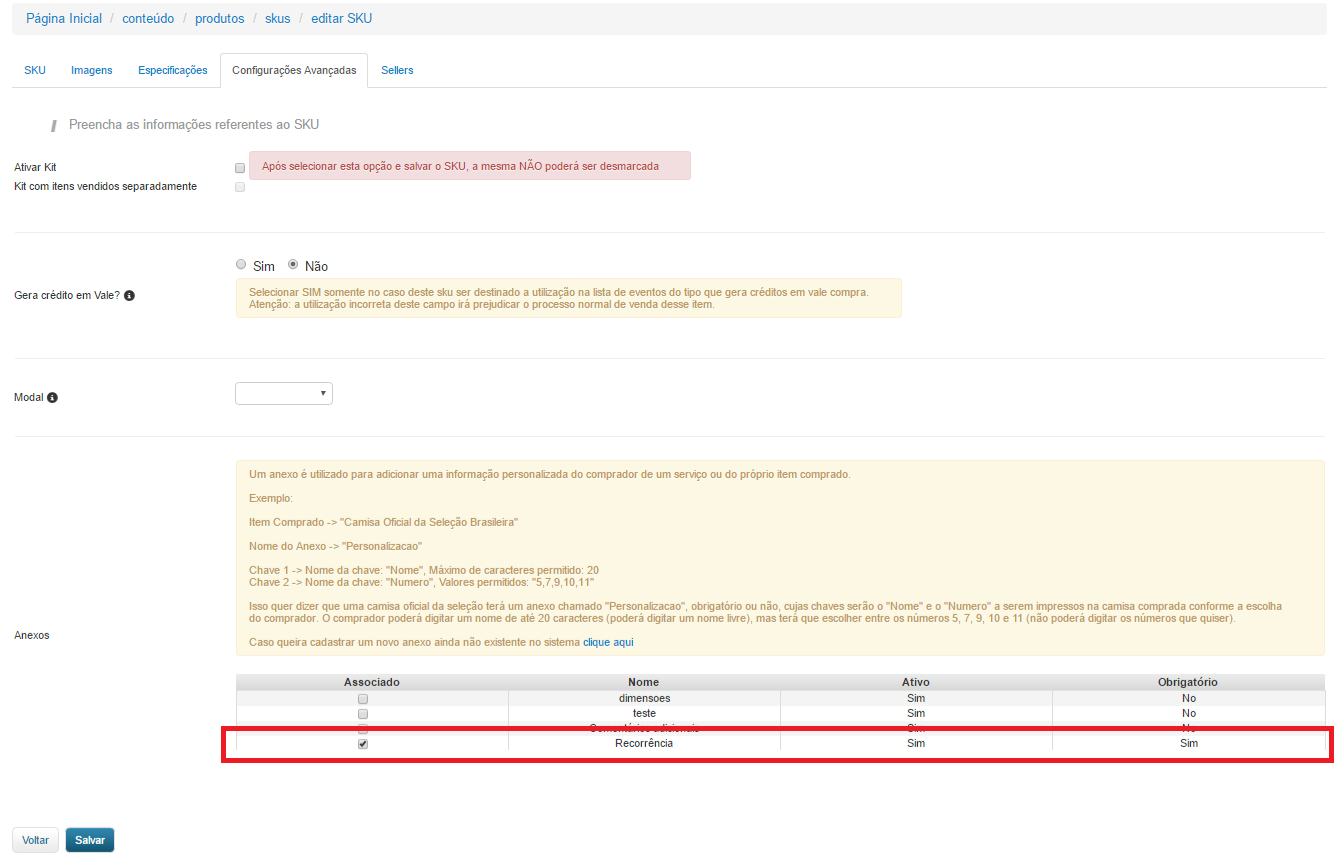 Página Inicial / conteúdo / produtos / skus / editar SKU
SKU Imagens Especificações Configurações Avançadas Sellers
Preencha as informações referentes ao SKU
Ativar Kit
Após selecionar esta opção e salvar o SKU, a mesma NÃO poderá ser desmarcada
Kit com itens vendidos separadamente
Sim Não
Gera crédito em Vale?
Selecionar SIM somente no caso deste sku ser destinado a utilização na lista de eventos do tipo que gera créditos em vale compra.
Atenção: a utilização incorreta deste campo irá prejudicar o processo normal de venda desse item.
Modal
Anexos
Um anexo é utilizado para adicionar uma informação personalizada do comprador de um serviço ou do próprio item comprado.
Exemplo:
Item Comprado -> "Camisa Oficial da Seleção Brasileira"
Nome do Anexo -> "Personalizacao"
Chave 1 -> Nome da chave: "Nome", Máximo de caracteres permitido: 20
Chave 2 -> Nome da chave: "Numero", Valores permitidos: "5,7,9,10,11"
Isso quer dizer que uma camisa oficial da seleção terá um anexo chamado "Personalizacao", obrigatório ou não, cujas chaves serão o "Nome" e o "Numero" a serem impressos na camisa comprada conforme a escolha
do comprador. O comprador poderá digitar um nome de até 20 caracteres (poderá digitar um nome livre), mas terá que escolher entre os números 5, 7, 9, 10 e 11 (não poderá digitar os números que quiser).
Caso queira cadastrar um novo anexo ainda não existente no sistema clique aqui
Associado Nome Ativo Obrigatório
dimensoes Sim No
teste Sim No
Comentários adicionais Sim No
Recorrência Sim Sim
Voltar Salvar